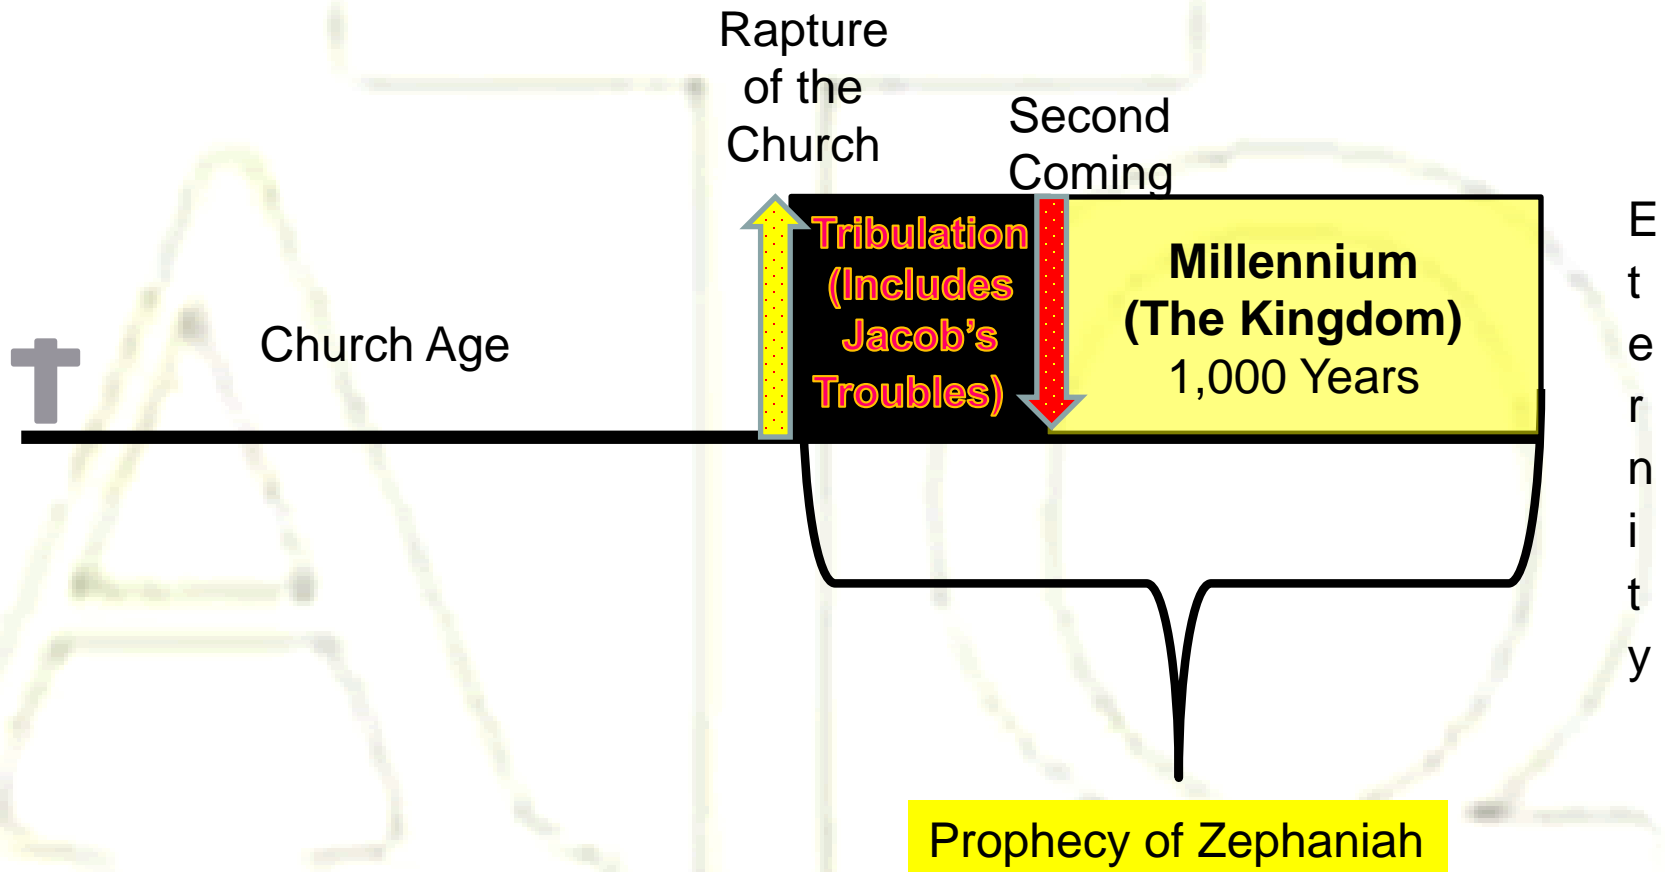 Rapture
of the
Church
Second
Coming
Church Age
Tribulation
(Includes
Jacob’s
Troubles)
Millennium
(The Kingdom)
1,000 Years
E
t
e
r
n
i
t
y
Prophecy of Zephaniah